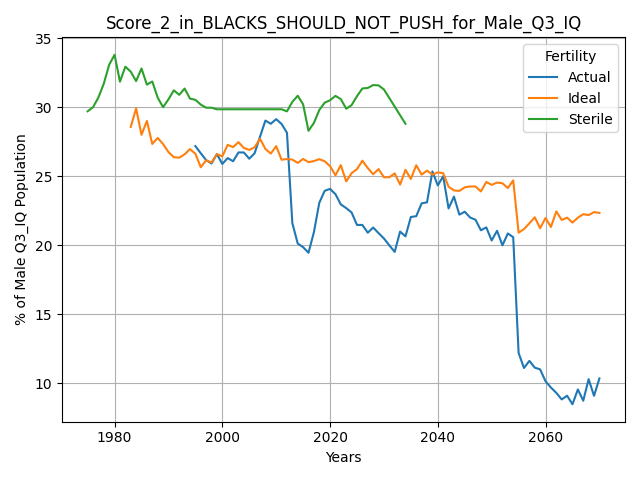 Score_2_in_BLACKS_SHOULD_NOT_PUSH_for_Male_Q3_IQ
Fertility
Actual
Ideal
Sterile
% of Male Q3_IQ Population
35
30
25
20
15
10
1980
2000
2020
2040
2060
Years